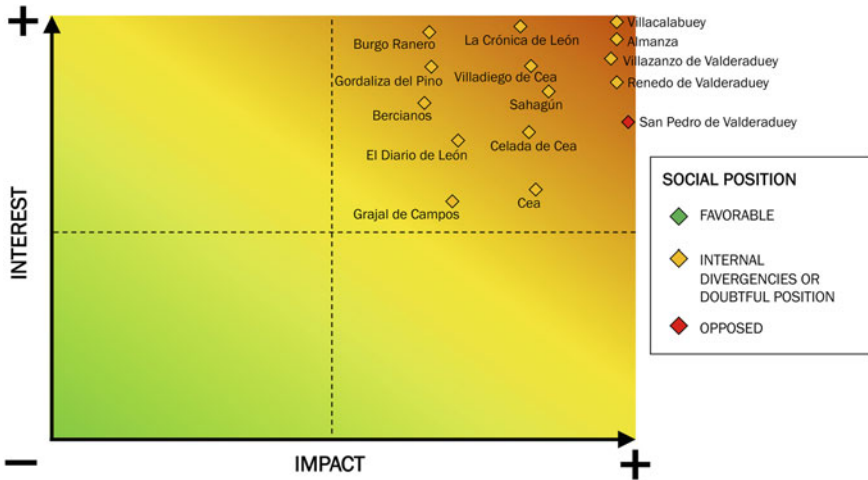 +
Villacalabuey
La Crónica de León
Burgo Ranero
Almanza
Villazanzo de Valderaduey
Gordaliza del Pino
Villadiego de Cea
Renedo de Valderaduey
Sahagún
Bercianos
San Pedro de Valderaduey
El Diario de León
Celada de Cea
Grajal de Campos
Cea
INTEREST
SOCIAL POSITION
FAVORABLE
INTERNAL
DIVERGENCIES OR
DOUBTFUL POSITION
OPPOSED
−
IMPACT
+